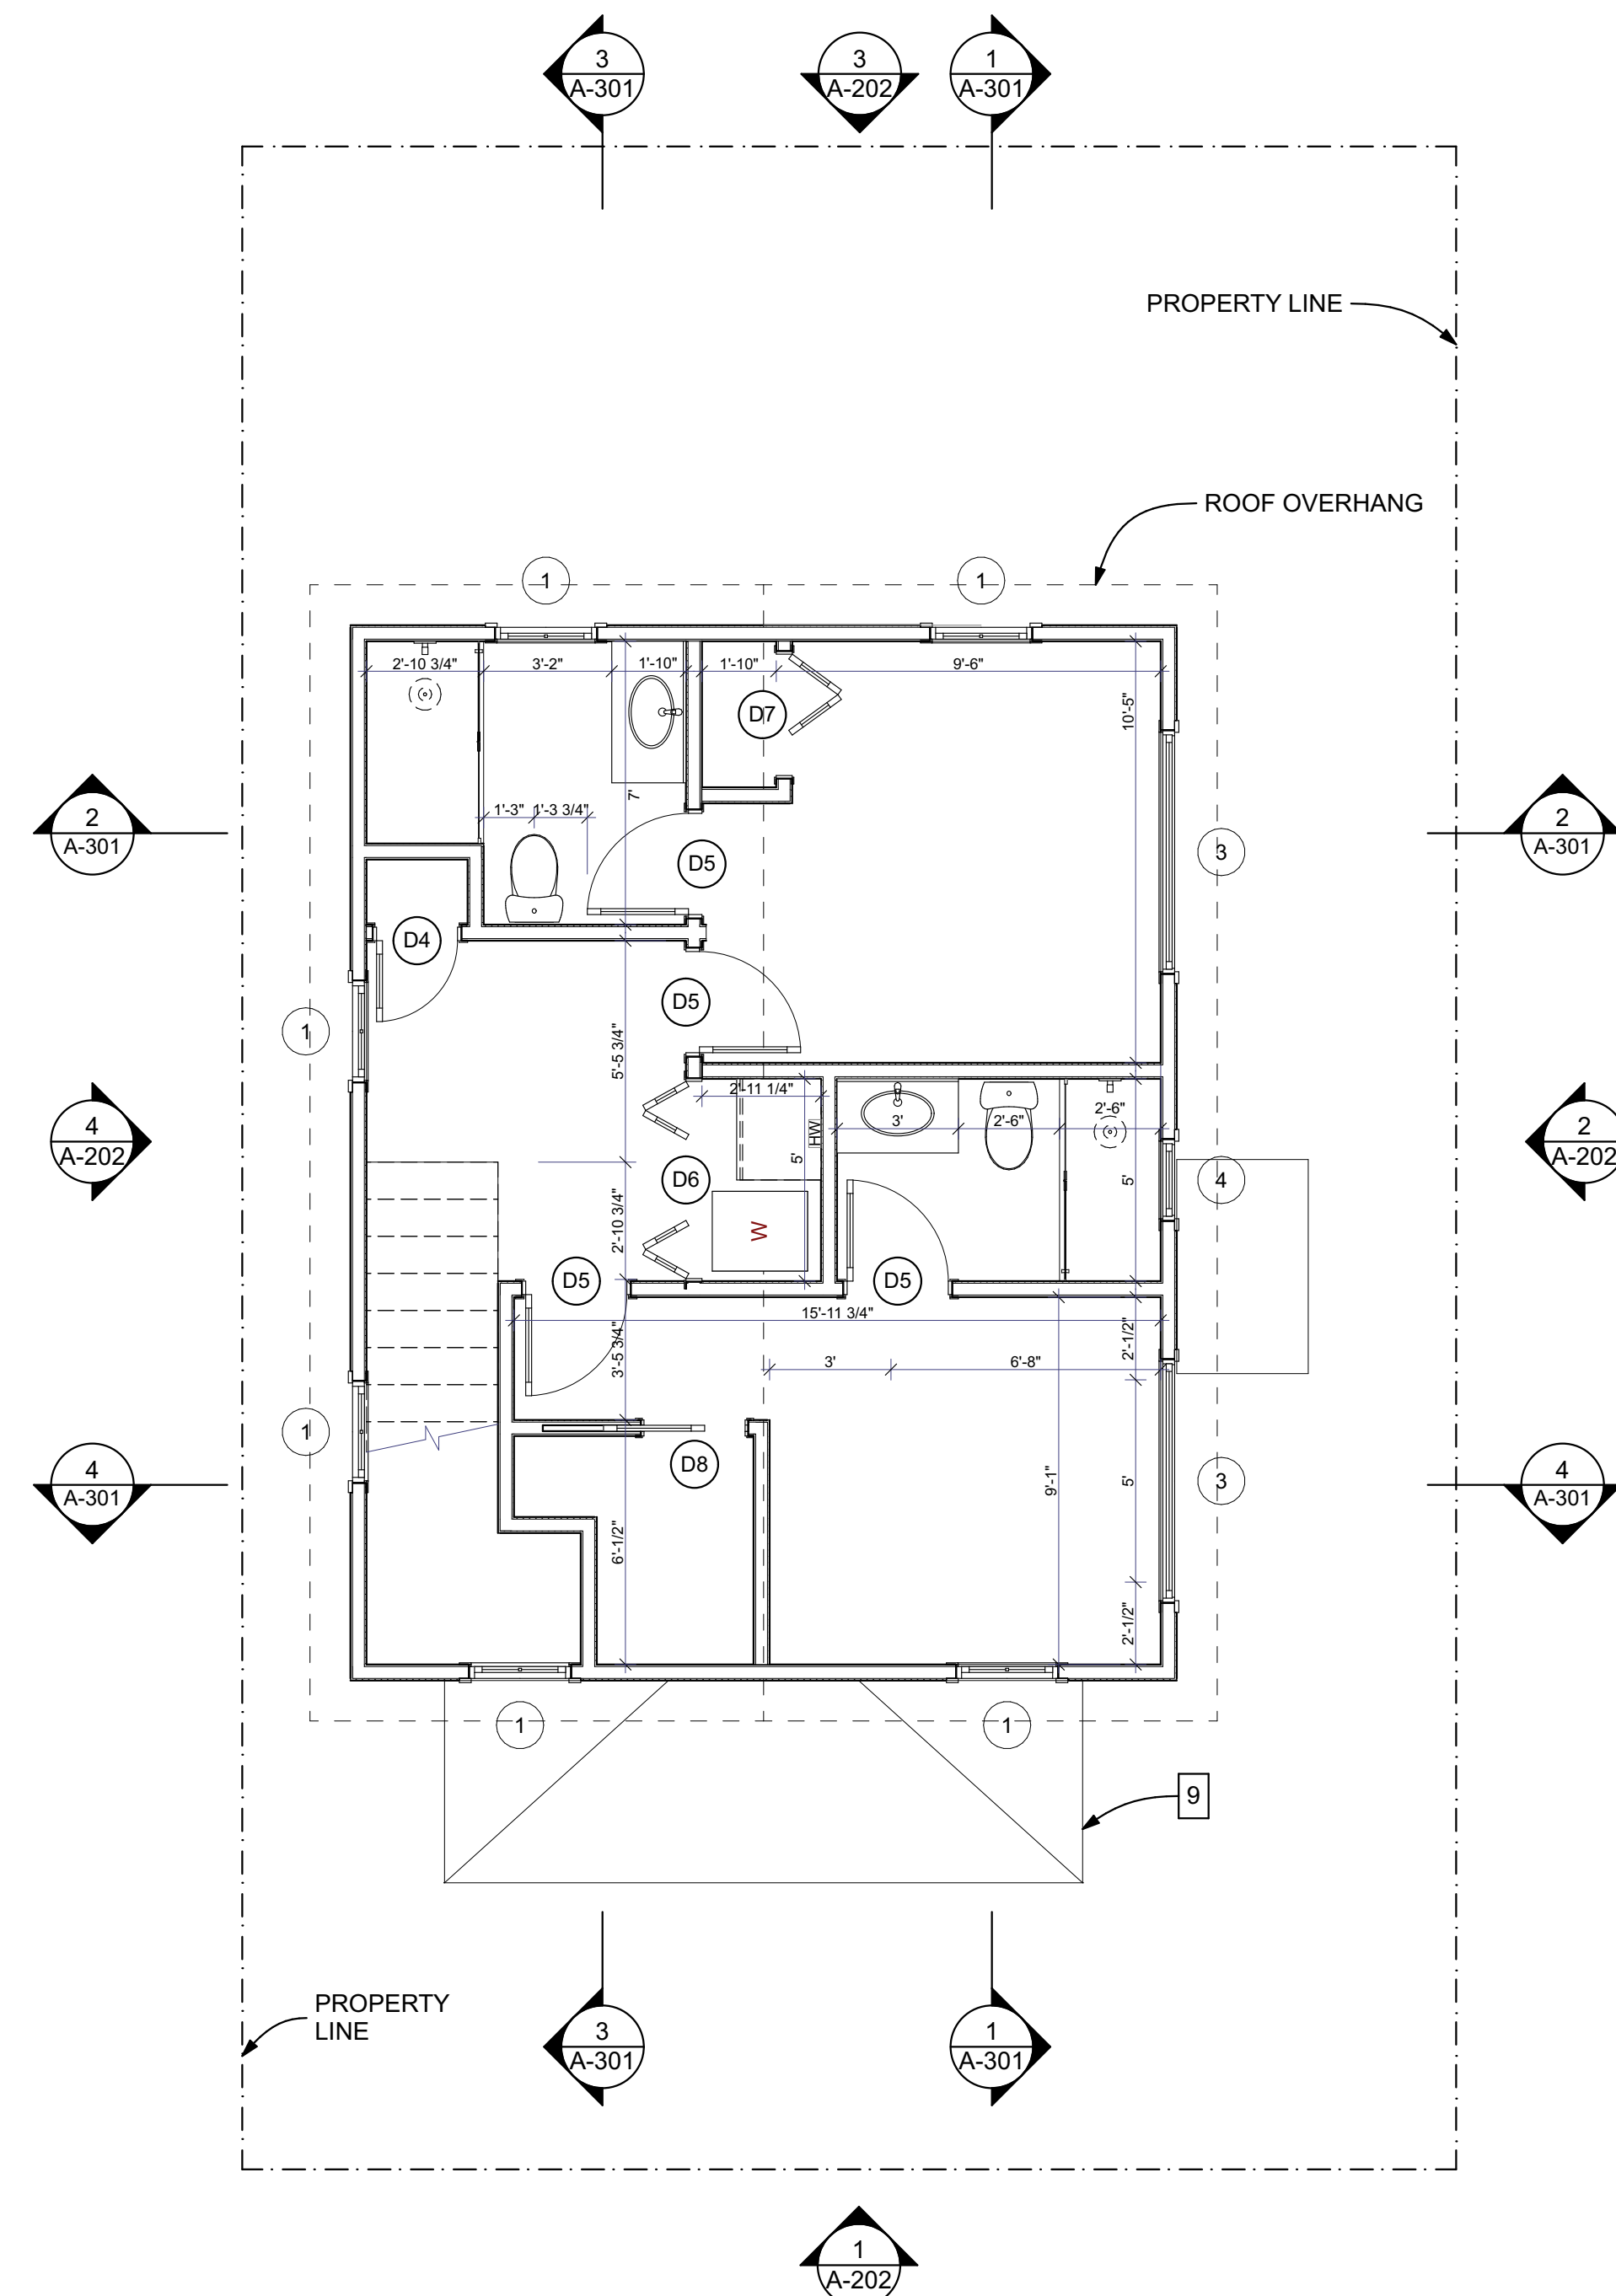 3
A-301
3
A-202
1
A-301
PROPERTY LINE
ROOF OVERHANG
1
1
2'-10 3/4"
3'-2"
1'-10"
1'-10"
9'-6"
D7
10'-5"
7'
1'-3"
1'-3 3/4"
2
A-301
2
A-301
3
D5
D4
D5
1
5'-5 3/4"
4
A-202
2
A-202
2'-11 1/4"
HW
5'
3'
2'-6"
2'-6"
5'
4
D6
2'-10 3/4"
W
D5
D5
15'-11 3/4"
3'-5 3/4"
2'-1/2"
3'
6'-8"
1
D8
3
4
A-301
4
A-301
9'-1"
5'
6'-1/2"
2'-1/2"
1
1
9
PROPERTY
LINE
3
A-301
1
A-301
1
A-202